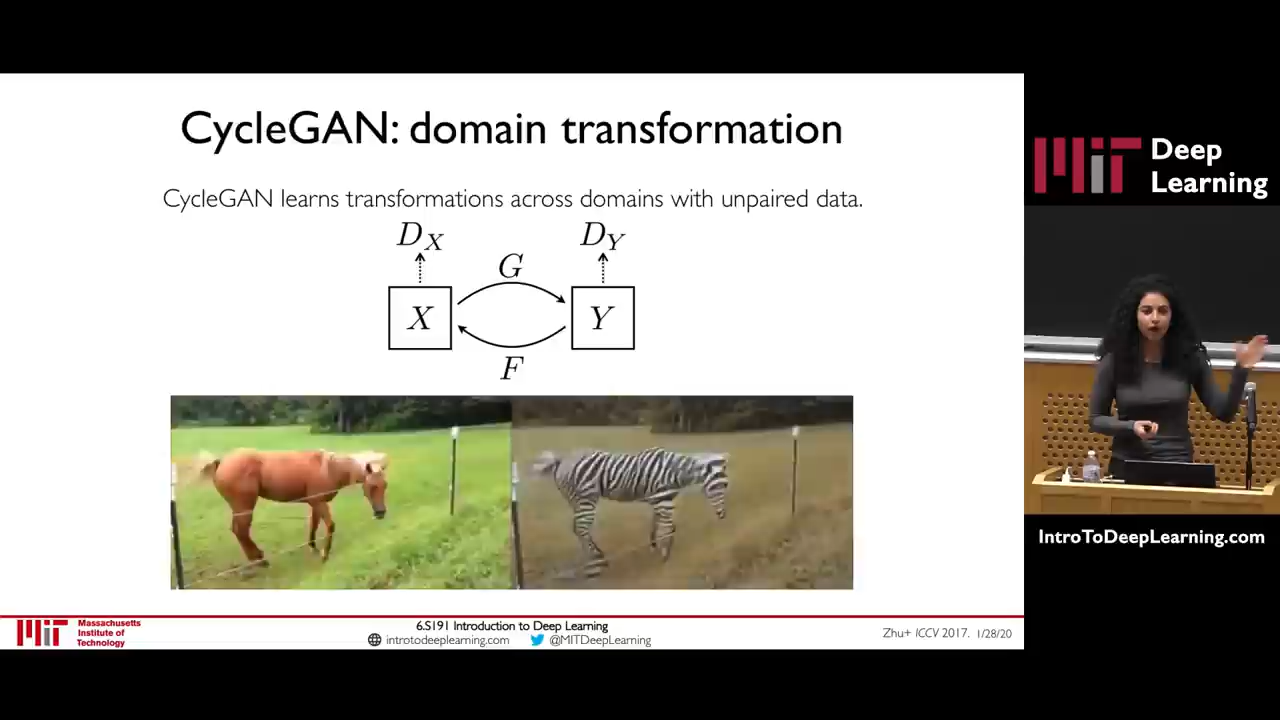 CycleGAN: domain transformation
CycleGAN learns transformations across domains with unpaired data.
D_X
D_Y
G
X
Y
F
Massachusetts
Institute of
Technology
6.S191 Introduction to Deep Learning
introtodeeplearning.com
@MITDeepLearning
Zhu+ ICCV 2017. 1/28/20
MIT
Deep
Learning
IntroToDeepLearning.com